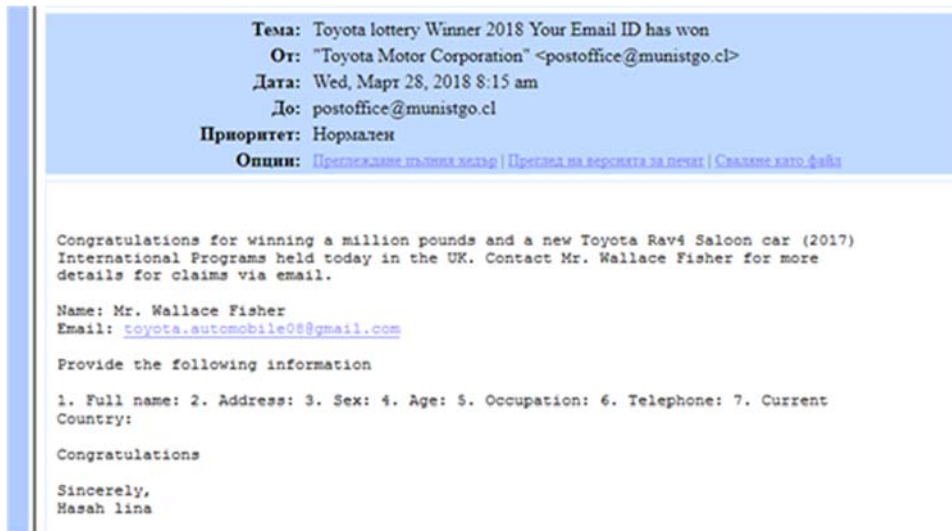 Тема: Toyota lottery Winner 2018 Your Email ID has won
От: "Toyota Motor Corporation" <postoffice@munistgo.cl>
Дата: Wed, Март 28, 2018 8:15 am
До: postoffice@munistgo.cl
Приоритет: Нормален
Опции: Преглеждане пълния хедър | Преглед на версията за печат | Сваляне като файл
Congratulations for winning a million pounds and a new Toyota Rav4 Saloon car (2017)
International Programs held today in the UK. Contact Mr. Wallace Fisher for more
details for claims via email.
Name: Mr. Wallace Fisher
Email: toyota.automobile08@gmail.com
Provide the following information
1. Full name: 2. Address: 3. Sex: 4. Age: 5. Occupation: 6. Telephone: 7. Current
Country:
Congratulations
Sincerely,
Hasah lina